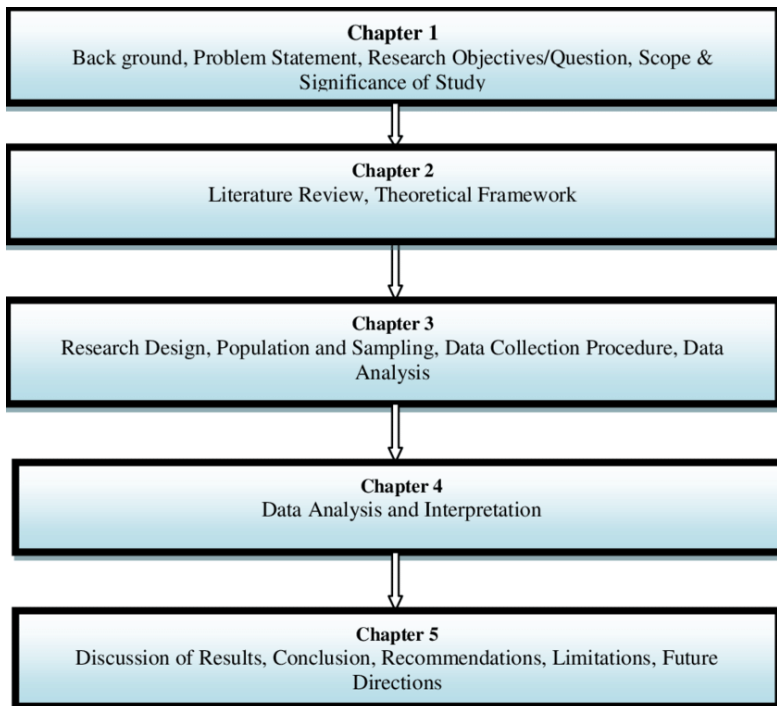 Chapter 1
Back ground, Problem Statement, Research Objectives/Question, Scope &
Significance of Study
Chapter 2
Literature Review, Theoretical Framework
Chapter 3
Research Design, Population and Sampling, Data Collection Procedure, Data
Analysis
Chapter 4
Data Analysis and Interpretation
Chapter 5
Discussion of Results, Conclusion, Recommendations, Limitations, Future
Directions